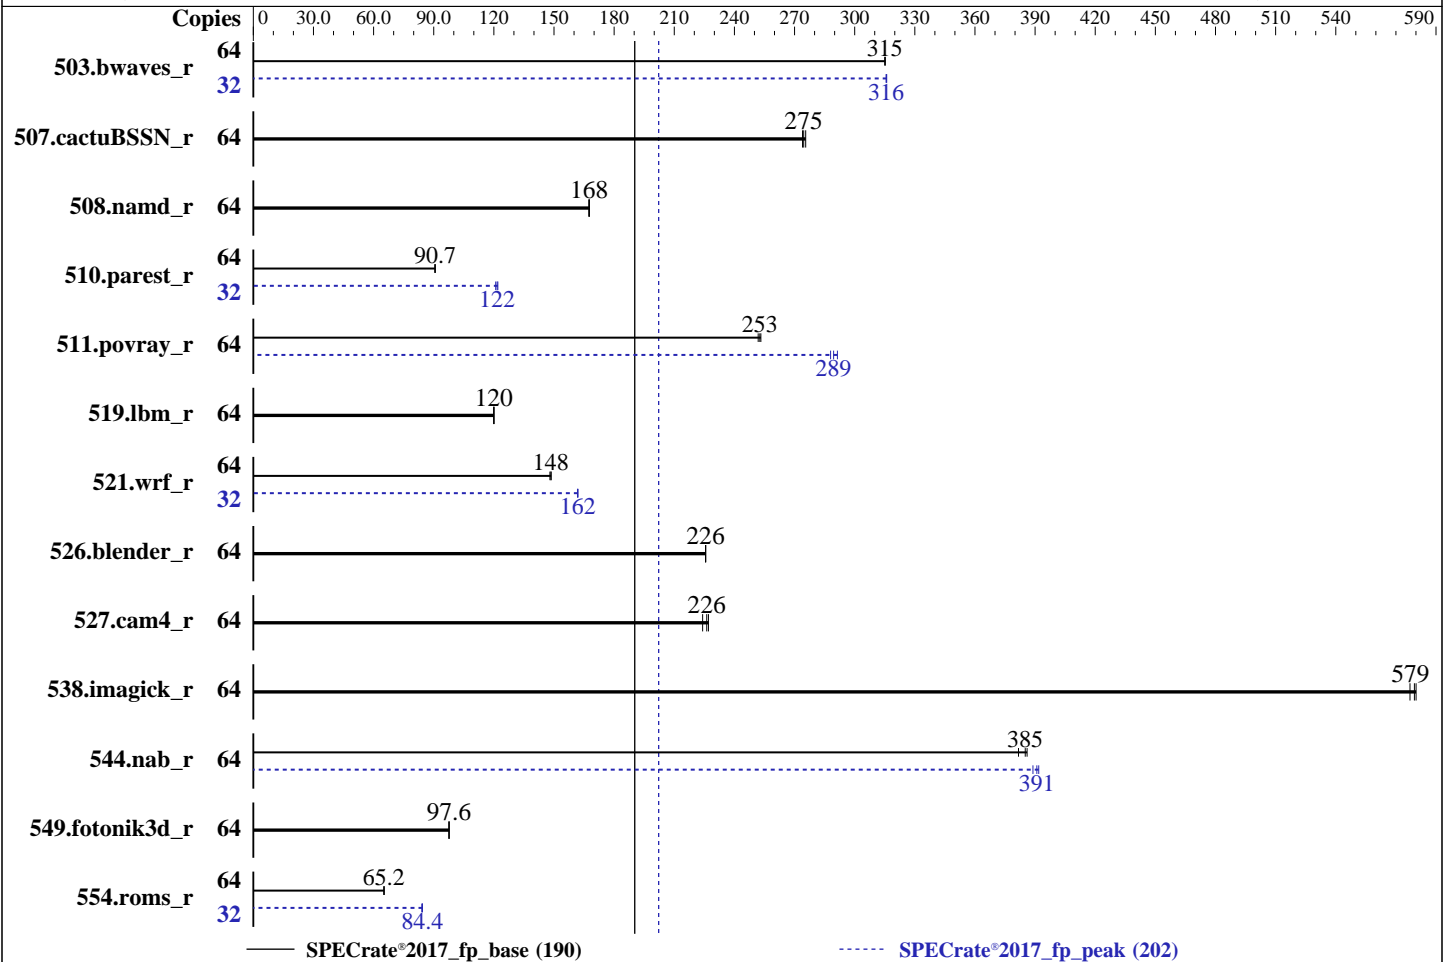 Copies 0 30.0 60.0 90.0 120 150 180 210 240 270 300 330 360 390 420 450 480 510 540 590
503.bwaves_r 64 315
32 316
507.cactuBSSN_r 64 275
508.namd_r 64 168
510.parest_r 64 90.7
32 122
511.povray_r 64 253
289
519.lbm_r 64 120
521.wrf_r 64 148
32 162
526.blender_r 64 226
527.cam4_r 64 226
538.imagick_r 64 579
544.nab_r 64 385
391
549.fotonik3d_r 64 97.6
554.roms_r 64 65.2
32 84.4
SPECrate®2017_fp_base (190) SPECrate®2017_fp_peak (202)